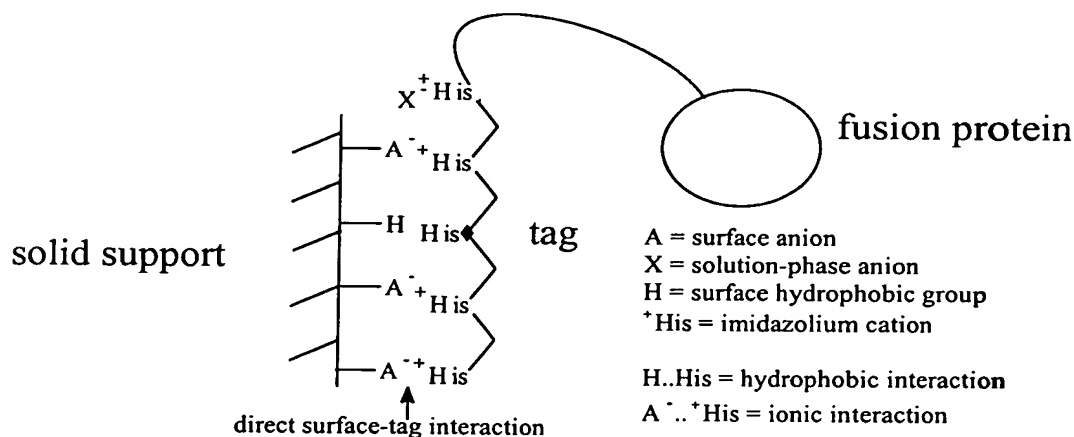 X⁻ ⁺His
fusion protein
A⁻ ⁺His
H His
tag
solid support
A⁻ ⁺His
A⁻ ⁺His
direct surface-tag interaction
A = surface anion
X = solution-phase anion
H = surface hydrophobic group
⁺His = imidazolium cation
H..His = hydrophobic interaction
A⁻..⁺His = ionic interaction